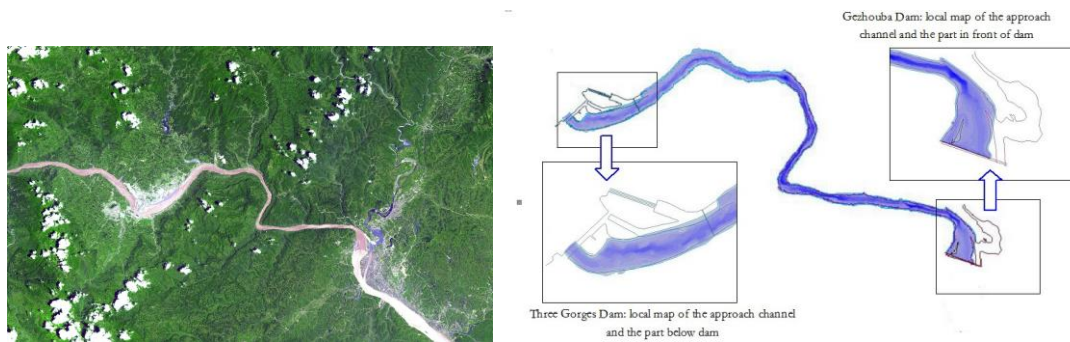 Gezhouba Dam: local map of the approach
channel and the part in front of dam
Three Gorges Dam: local map of the approach channel
and the part below dam